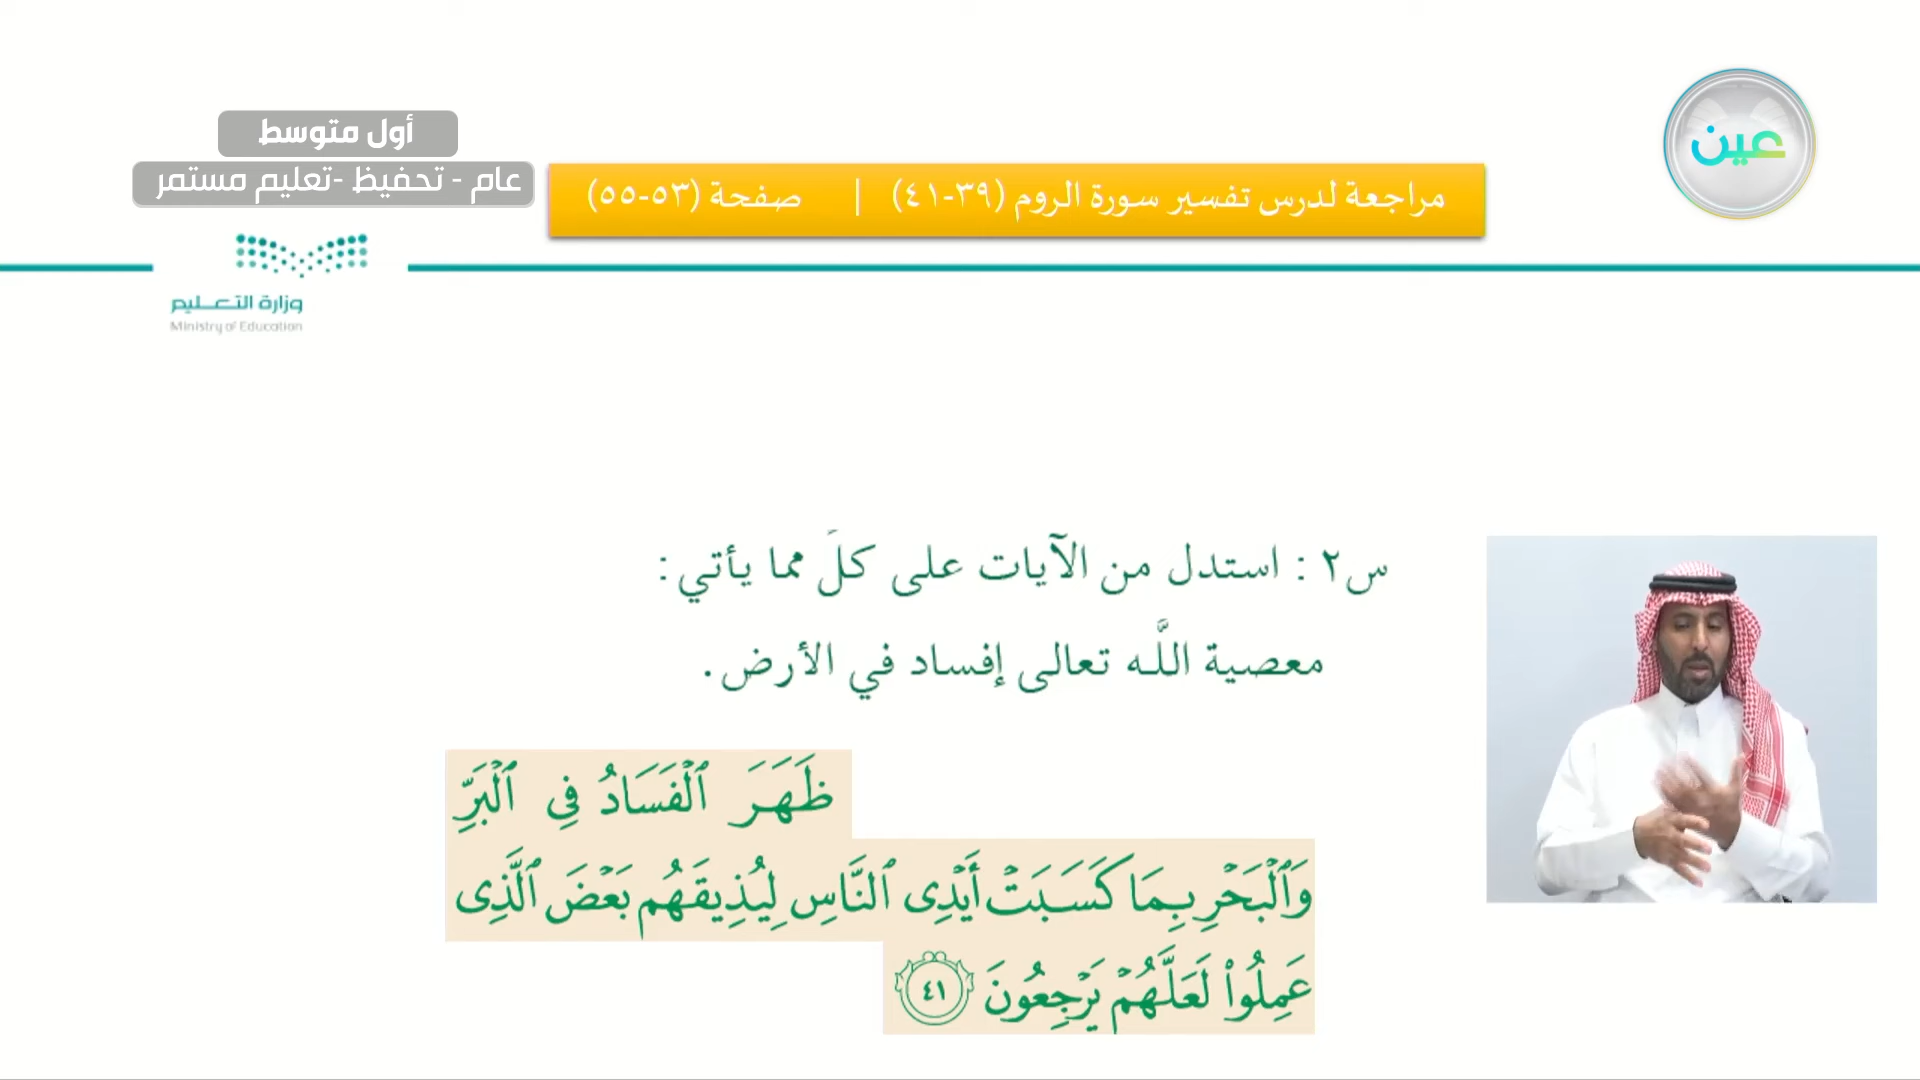 عين
أول متوسط
عام - تحفيظ -تعليم مستمر
مراجعة لدرس تفسير سورة الروم (٣٩-٤١) | صفحة (٥٣-٥٥)
وزارة التعليم
Ministry of Education
س٢ : استدل من الآيات على كلَ مما يأتي :
معصية اللَّه تعالى إفساد في الأرض .
ظَهَرَ ٱلۡفَسَادُ فِي ٱلۡبَرِّ
وَٱلۡبَحۡرِ بِمَا كَسَبَتۡ أَيۡدِي ٱلنَّاسِ لِيُذِيقَهُم بَعۡضَ ٱلَّذِي
عَمِلُواْ لَعَلَّهُمۡ يَرۡجِعُونَ ٤١